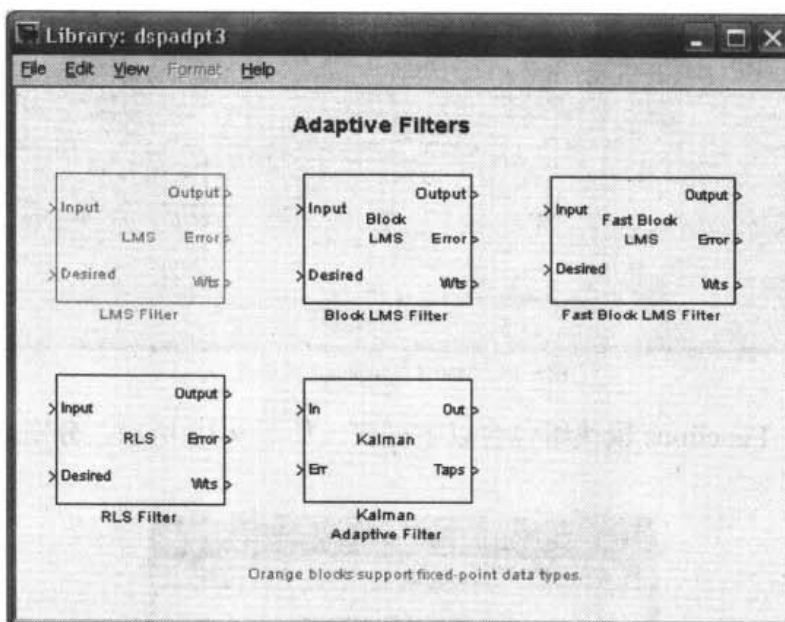 Library: dspadpt3
File Edit View Format Help
Adaptive Filters
Input
Output
LMS
Error
Desired
Wts
LMS Filter
Input
Output
Block
LMS
Error
Desired
Wts
Block LMS Filter
Input
Output
Fast Block
LMS
Error
Desired
Wts
Fast Block LMS Filter
Input
Output
RLS
Error
Desired
Wts
RLS Filter
In
Out
Kalman
Err
Taps
Kalman
Adaptive Filter
Orange blocks support fixed-point data types.